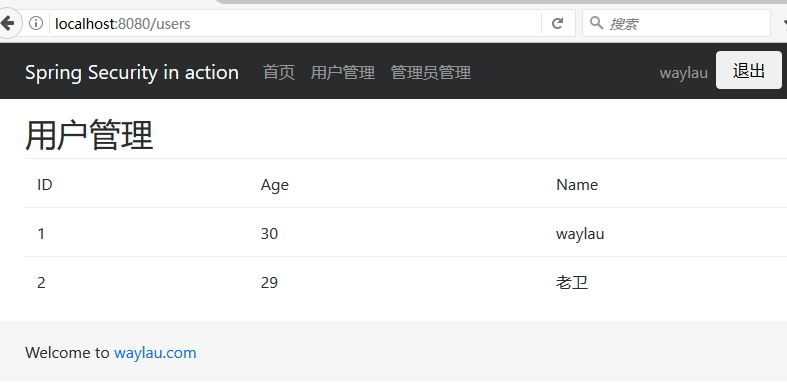 localhost:8080/users 搜索
Spring Security in action 首页 用户管理 管理员管理 waylau 退出
用户管理
ID Age Name
1 30 waylau
2 29 老卫
Welcome to waylau.com